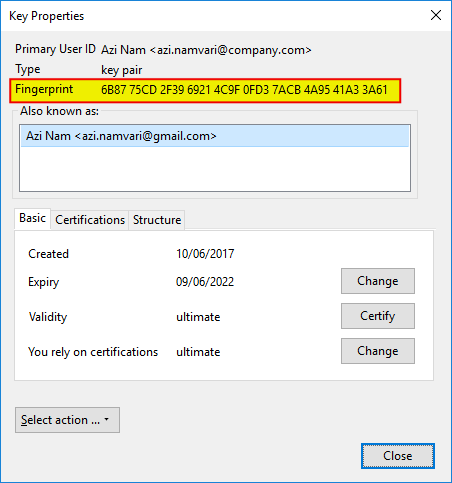 Key Properties
Primary User ID Azi Nam <azi.namvari@company.com>
Type key pair
Fingerprint 6B87 75CD 2F39 6921 4C9F 0FD3 7ACB 4A95 41A3 3A61
Also known as:
Azi Nam <azi.namvari@gmail.com>
Basic Certifications Structure
Created 10/06/2017
Expiry 09/06/2022 Change
Validity ultimate Certify
You rely on certifications ultimate Change
Select action ...
Close